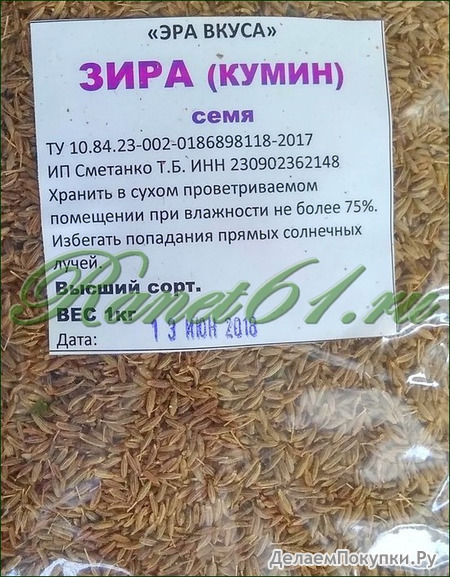 «ЭРА ВКУСА»
ЗИРА (КУМИН)
семя
ТУ 10.84.23-002-0186898118-2017
ИП Сметанко Т.Б. ИНН 230902362148
Хранить в сухом проветриваемом
помещении при влажности не более 75%.
Избегать попадания прямых солнечных
лучей.
Romet61.ru
Высший сорт.
ВЕС 1кг
Дата: 13 ИЮН 2018
ДелаемПокупки.Ру